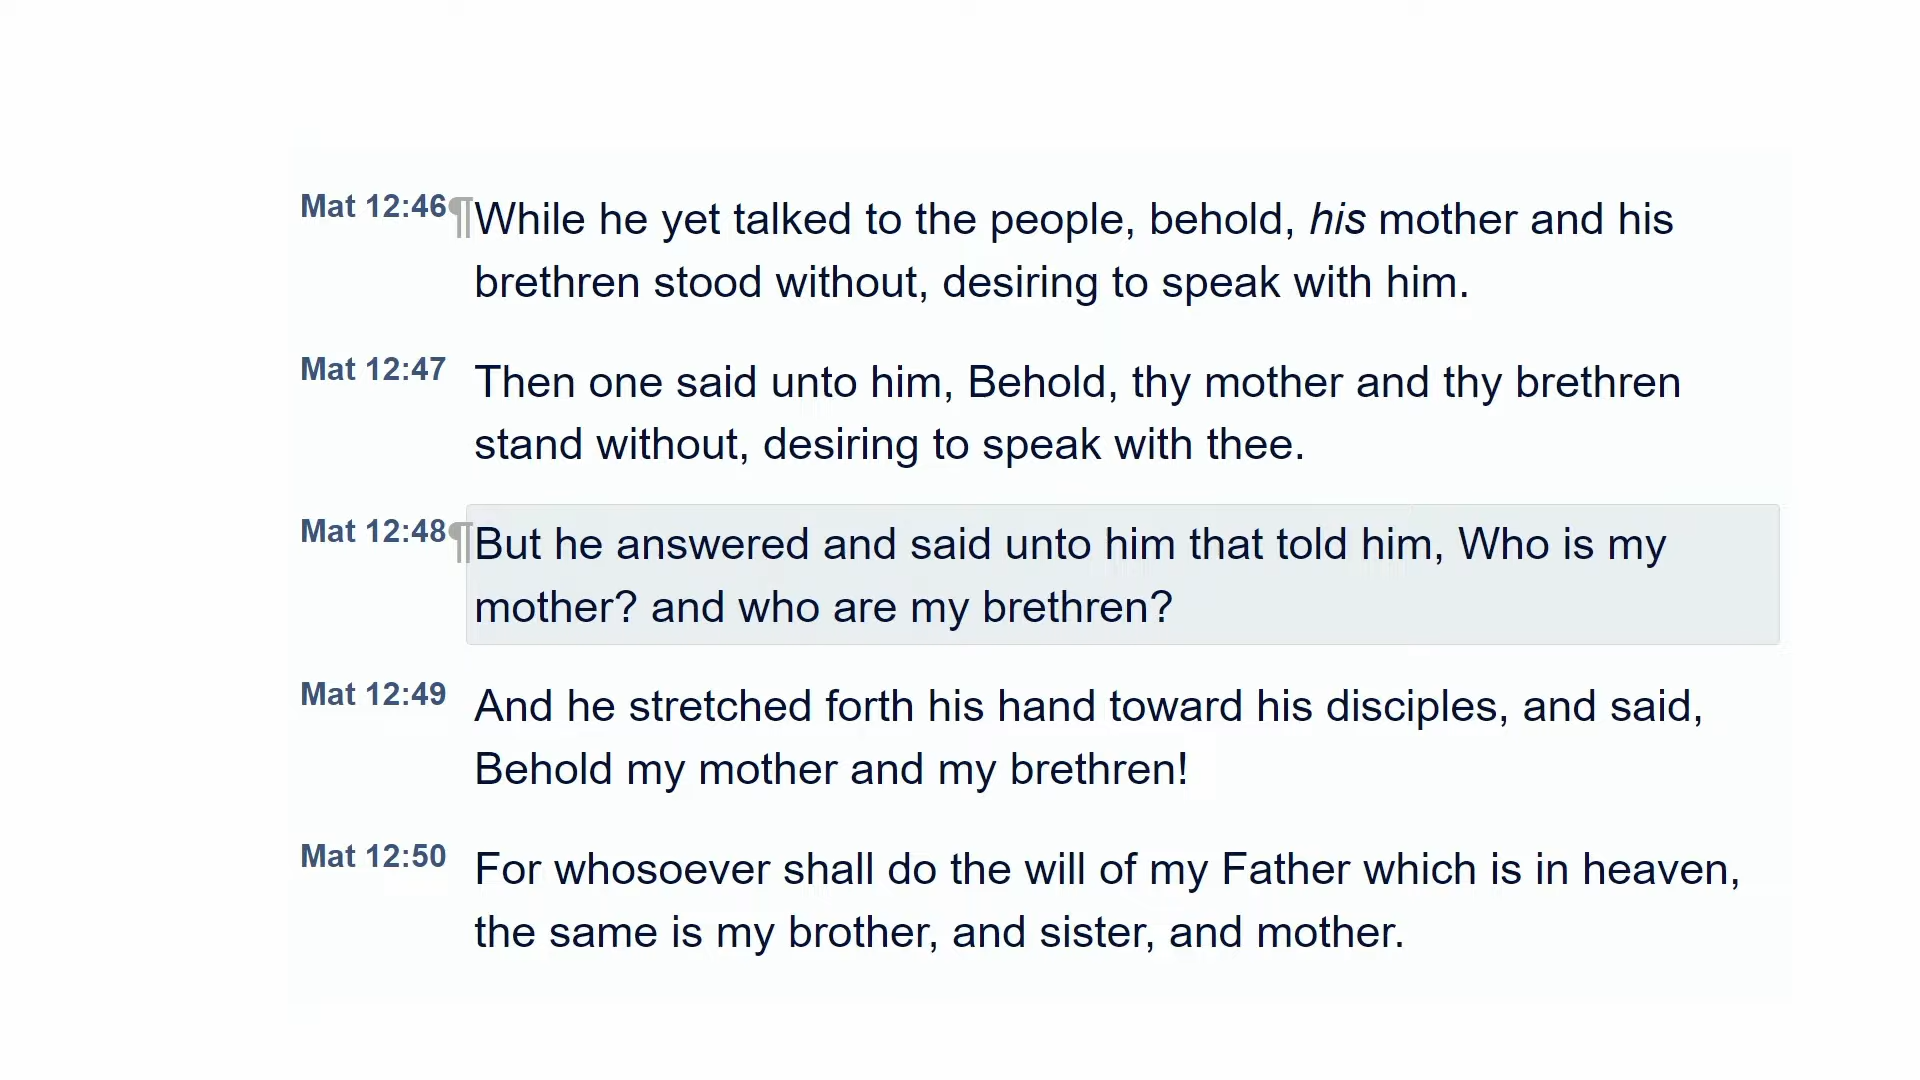 Mat 12:46 ¶While he yet talked to the people, behold, his mother and his
brethren stood without, desiring to speak with him.
Mat 12:47 Then one said unto him, Behold, thy mother and thy brethren
stand without, desiring to speak with thee.
Mat 12:48 ¶But he answered and said unto him that told him, Who is my
mother? and who are my brethren?
Mat 12:49 And he stretched forth his hand toward his disciples, and said,
Behold my mother and my brethren!
Mat 12:50 For whosoever shall do the will of my Father which is in heaven,
the same is my brother, and sister, and mother.